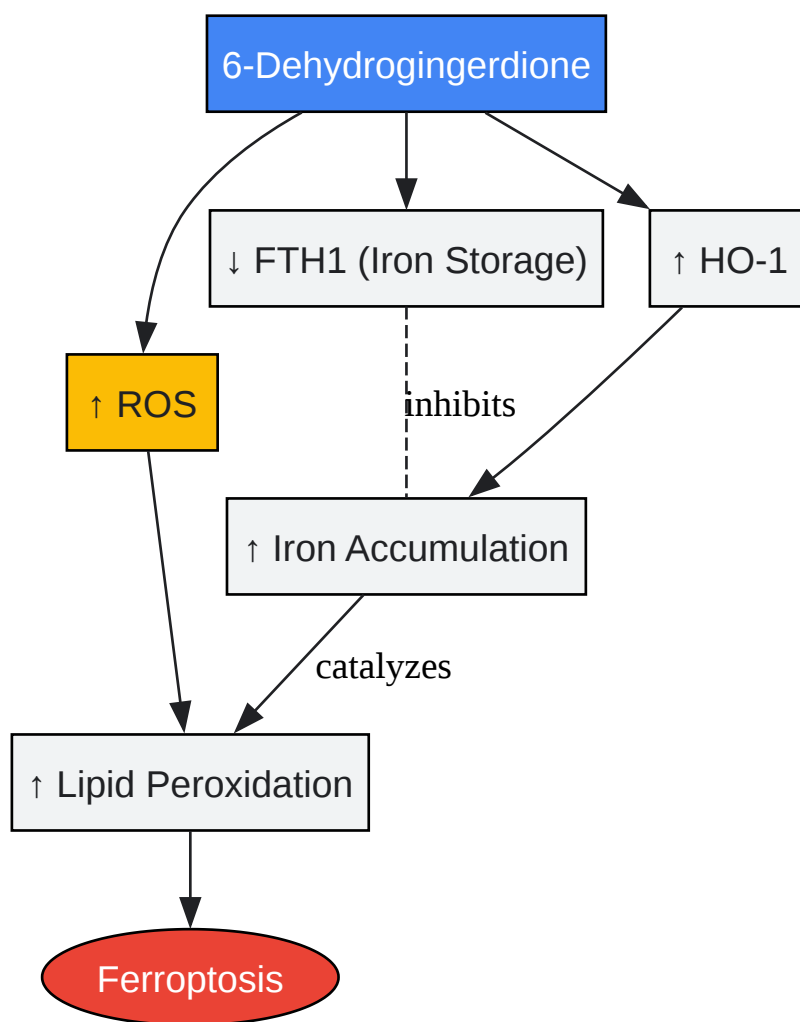 6-Dehydrogingerdione
↓ FTH1 (Iron Storage)
↑ HO-1
↑ ROS
inhibits
↑ Iron Accumulation
catalyzes
↑ Lipid Peroxidation
Ferroptosis